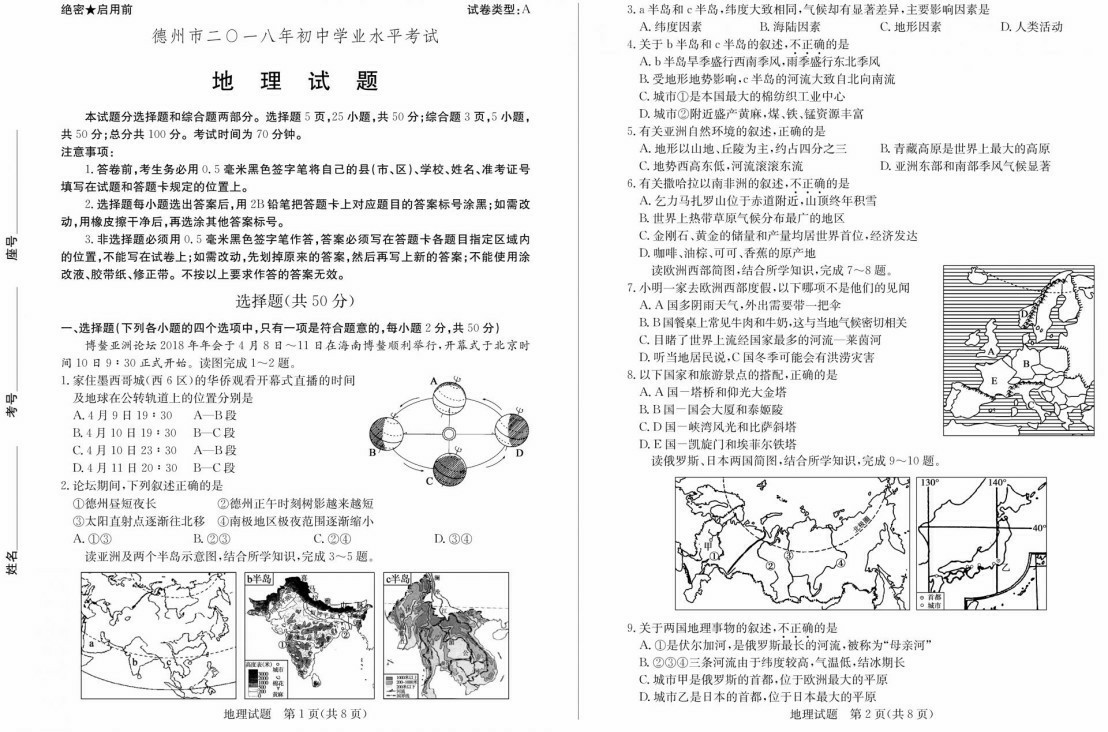 绝密★启用前
试卷类型:A
德州市二〇一八年初中学业水平考试
地 理 试 题
本试题分选择题和综合题两部分。选择题5页,25小题,共50分;综合题3页,5小题,
共50分;总分共100分。考试时间为70分钟。
注意事项:
1.答卷前,考生务必用0.5毫米黑色签字笔将自己的县(市、区)、学校、姓名、准考证号
填写在试题和答题卡规定的位置上。
2.选择题每小题选出答案后,用2B铅笔把答题卡上对应题目的答案标号涂黑;如需改
动,用橡皮擦干净后,再选涂其他答案标号。
3.非选择题必须用0.5毫米黑色签字笔作答,答案必须写在答题卡各题目指定区域内
的位置,不能写在试卷上;如需改动,先划掉原来的答案,然后再写上新的答案;不能使用涂
改液、胶带纸、修正带。不按以上要求作答的答案无效。
座号
考号
姓名
选择题(共50分)
一、选择题(下列各小题的四个选项中,只有一项是符合题意的,每小题2分,共50分)
博鳌亚洲论坛2018年年会于4月8日～11日在海南博鳌顺利举行,开幕式于北京时
间10日9:30正式开始。读图完成1～2题。
1.家住墨西哥城(西6区)的华侨观看开幕式直播的时间
及地球在公转轨道上的位置分别是
A.4月9日19:30 A—B段
B.4月10日19:30 B—C段
C.4月10日23:30 A—B段
D.4月11日20:30 B—C段
A
B
C
D
2.论坛期间,下列叙述正确的是
①德州昼短夜长 ②德州正午时刻树影越来越短
③太阳直射点逐渐往北移 ④南极地区极夜范围逐渐缩小
A.①③ B.②③ C.②④ D.③④
读亚洲及两个半岛示意图,结合所学知识,完成3～5题。
a
b
b半岛
①
②
高度表(米)
城市
棉花
黄麻
c半岛
地理试题 第1页(共8页)
3.a半岛和c半岛,纬度大致相同,气候却有显著差异,主要影响因素是
A.纬度因素 B.海陆因素 C.地形因素 D.人类活动
4.关于b半岛和c半岛的叙述,不正确的是
A.b半岛旱季盛行西南季风,雨季盛行东北季风
B.受地形地势影响,c半岛的河流大致自北向南流
C.城市①是本国最大的棉纺织工业中心
D.城市②附近盛产黄麻,煤、铁、锰资源丰富
5.有关亚洲自然环境的叙述,正确的是
A.地形以山地、丘陵为主,约占四分之三 B.青藏高原是世界上最大的高原
C.地势西高东低,河流滚滚东流 D.亚洲东部和南部季风气候显著
6.有关撒哈拉以南非洲的叙述,不正确的是
A.乞力马扎罗山位于赤道附近,山顶终年积雪
B.世界上热带草原气候分布最广的地区
C.金刚石、黄金的储量和产量均居世界首位,经济发达
D.咖啡、油棕、可可、香蕉的原产地
读欧洲西部简图,结合所学知识,完成7～8题。
7.小明一家去欧洲西部度假,以下哪项不是他们的见闻
A.A国多阴雨天气,外出需要带一把伞
B.B国餐桌上常见牛肉和牛奶,这与当地气候密切相关
C.目睹了世界上流经国家最多的河流—莱茵河
D.听当地居民说,C国冬季可能会有洪涝灾害
8.以下国家和旅游景点的搭配,正确的是
A.A国－塔桥和仰光大金塔
B.B国－国会大厦和泰姬陵
C.D国－峡湾风光和比萨斜塔
D.E国－凯旋门和埃菲尔铁塔
D
A
B
E
读俄罗斯、日本两国简图,结合所学知识,完成9～10题。
甲
①
②
③
④
北极圈
130°
140°
40°
乙
首都
城市
9.关于两国地理事物的叙述,不正确的是
A.①是伏尔加河,是俄罗斯最长的河流,被称为“母亲河”
B.②③④三条河流由于纬度较高,气温低,结冰期长
C.城市甲是俄罗斯的首都,位于欧洲最大的平原
D.城市乙是日本的首都,位于日本最大的平原
地理试题 第2页(共8页)